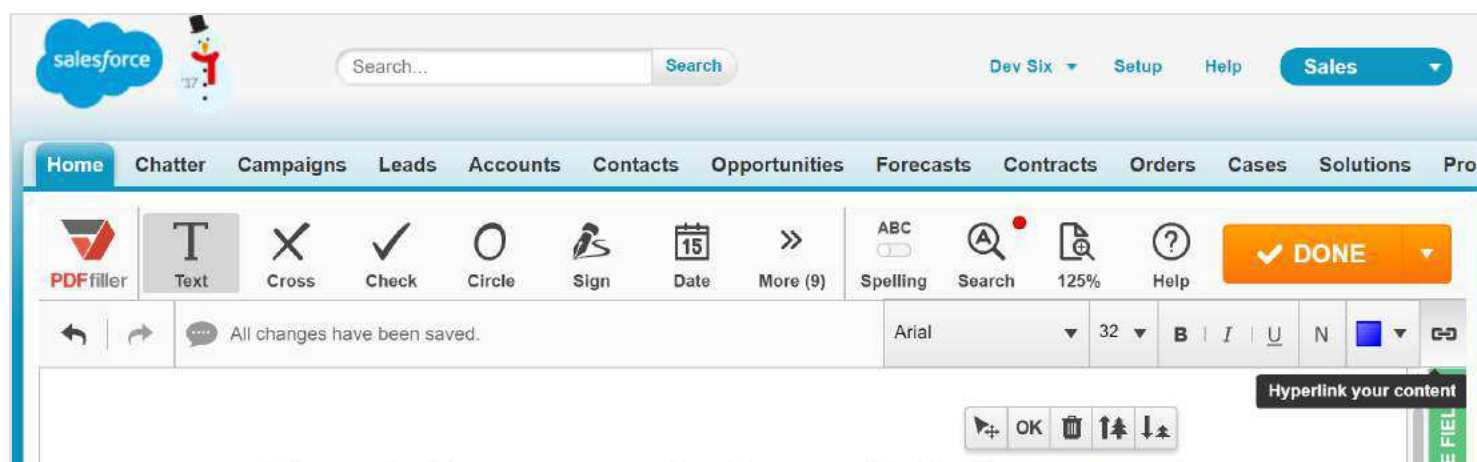 salesforce
'17
Search...
Search
Dev Six
Setup
Help
Sales
Home
Chatter
Campaigns
Leads
Accounts
Contacts
Opportunities
Forecasts
Contracts
Orders
Cases
Solutions
Pro
PDFfiller
T
Text
Cross
Check
Circle
Sign
15
Date
More (9)
ABC
Spelling
A
Search
125%
?
Help
DONE
All changes have been saved.
Arial
32
B
I
U
N
Hyperlink your content
OK
E FIEL